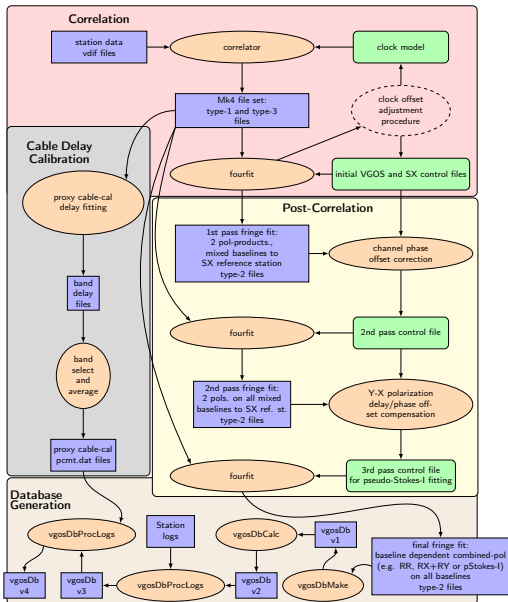 Correlation
station data
vdif files
correlator
clock model
Mk4 file set:
type-1 and type-3
files
clock offset
adjustment
procedure
fourfit
initial VGOS and SX control files
Cable Delay
Calibration
proxy cable-cal
delay fitting
band
delay
files
band
select
and
average
proxy cable-cal
pcmt.dat files
Post-Correlation
1st pass fringe fit:
2 pol-products.,
mixed baselines to
SX reference station
type-2 files
channel phase
offset correction
fourfit
2nd pass control file
2nd pass fringe fit:
2 pols. on all mixed
baselines to SX ref. st.
type-2 files
Y-X polarization
delay/phase off-
set compensation
fourfit
3rd pass control file
for pseudo-Stokes-I fitting
Database
Generation
vgosDbProcLogs
Station
logs
vgosDbCalc
vgosDb
v1
final fringe fit:
baseline dependent combined-pol
(e.g. RR, RX+RY or pStokes-I)
on all baselines
type-2 files
vgosDb
v4
vgosDb
v3
vgosDbProcLogs
vgosDb
v2
vgosDbMake